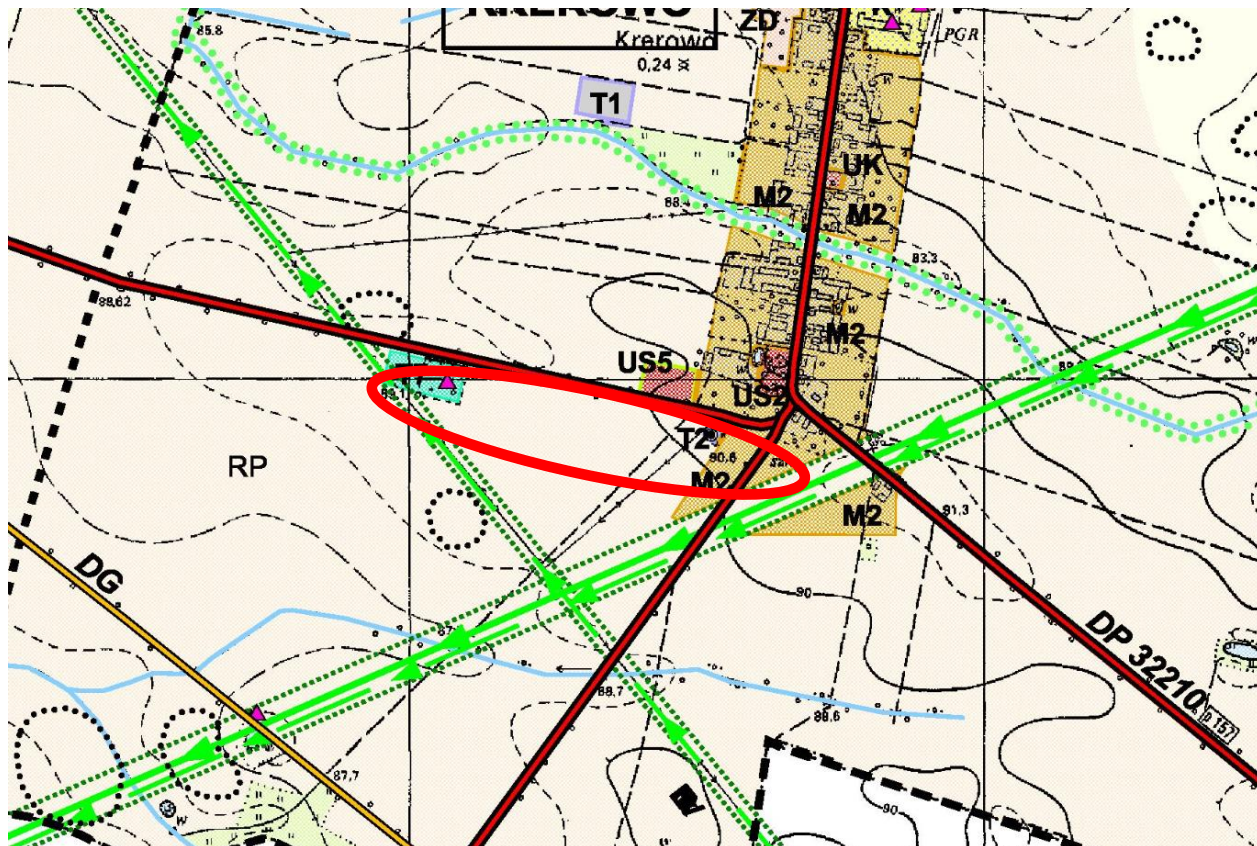 KREROWO
Krerowo
0,24
ZD
PGR
85.8
T1
UK
M2
M2
88.
83.3
88,62
M2
US5
US2
T2
90.6
M2
RP
M2
91.3
DG
90
87.7
88.7
88.6
DP 32210
D 157
90
W
W
W